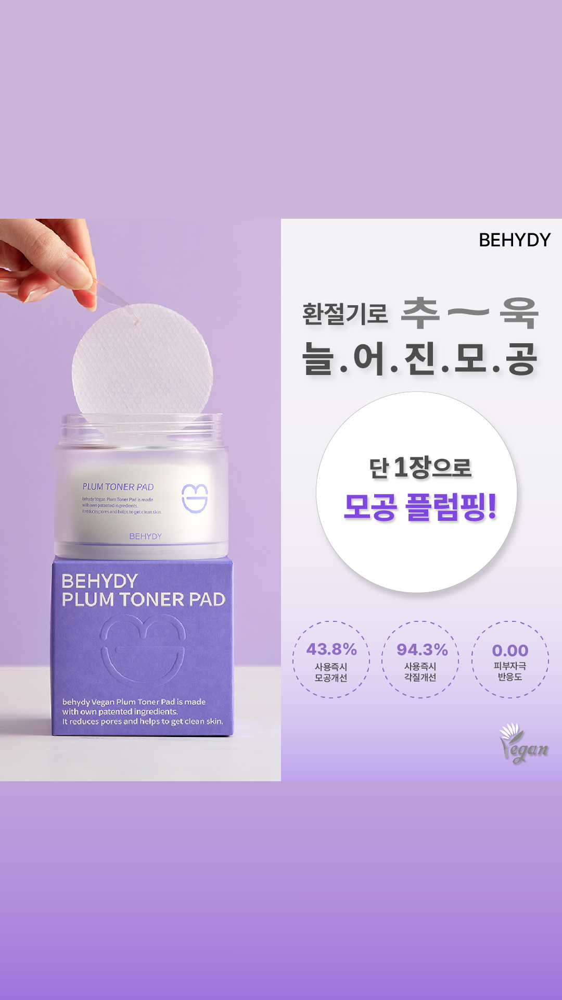 PLUM TONER PAD
behydy Vegan Plum Toner Pad is made
with own patented ingredients.
It reduces pores and helps to get clean skin.
BEHYDY
BEHYDY
PLUM TONER PAD
behydy Vegan Plum Toner Pad is made
with own patented ingredients.
It reduces pores and helps to get clean skin.
BEHYDY
환절기로 추~욱
늘.어.진.모.공
단 1장으로
모공 플럼핑!
43.8%
사용즉시
모공개선
94.3%
사용즉시
각질개선
0.00
피부자극
반응도
Vegan